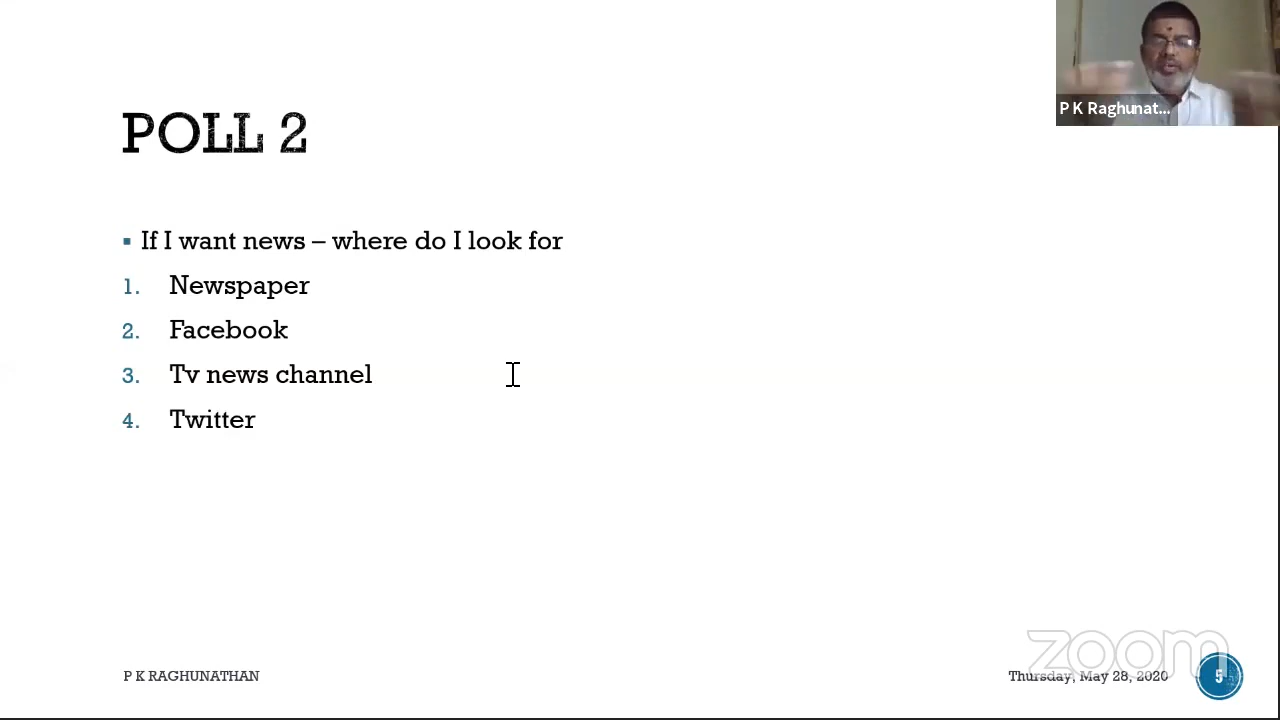 P K Raghunat...
POLL 2
▪ If I want news – where do I look for
1. Newspaper
2. Facebook
3. Tv news channel
4. Twitter
zoom
P K RAGHUNATHAN
Thursday, May 28, 2020
5